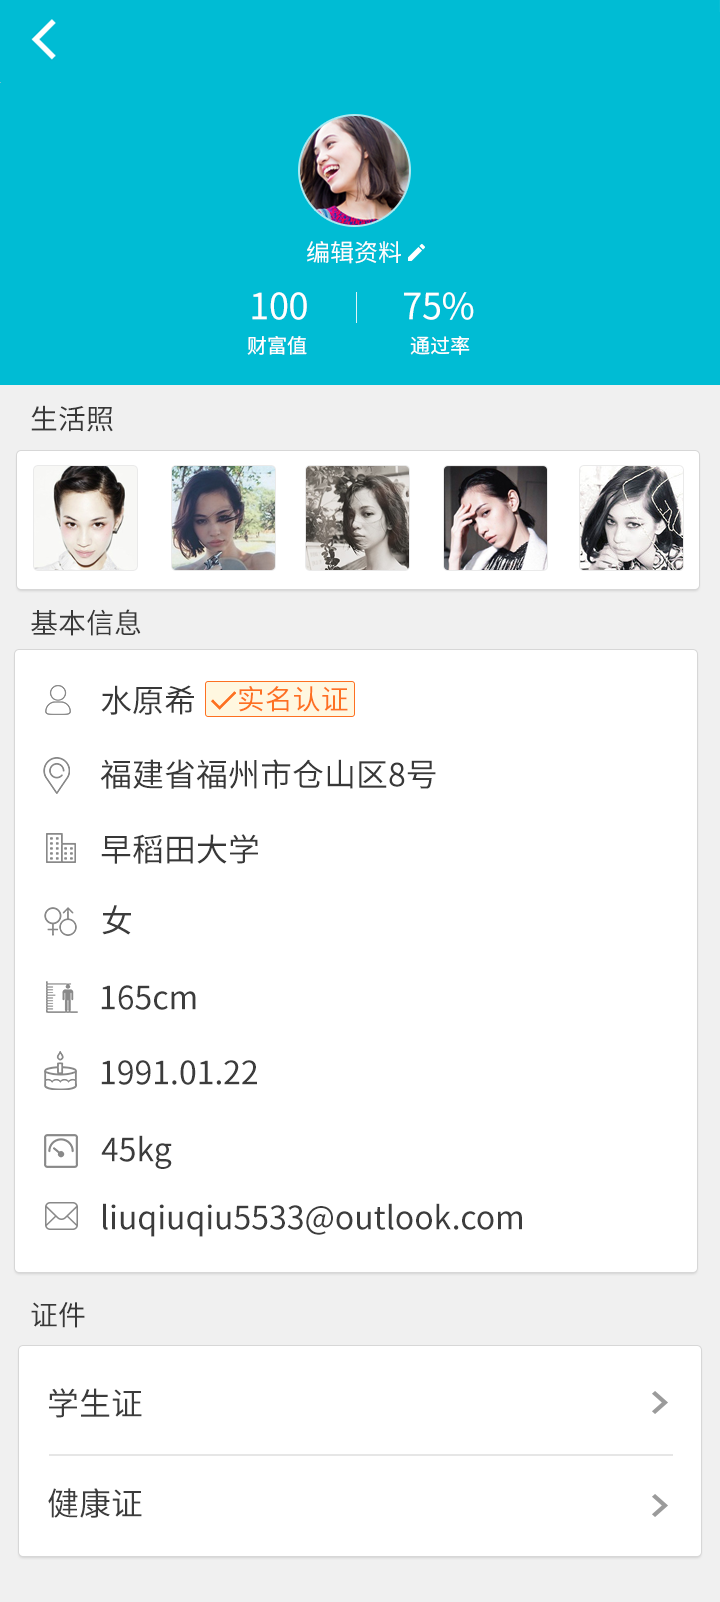 编辑资料
100
75%
财富值
通过率
生活照
基本信息
水原希 实名认证
福建省福州市仓山区8号
早稻田大学
女
165cm
1991.01.22
45kg
liuqiuqiu5533@outlook.com
证件
学生证
健康证